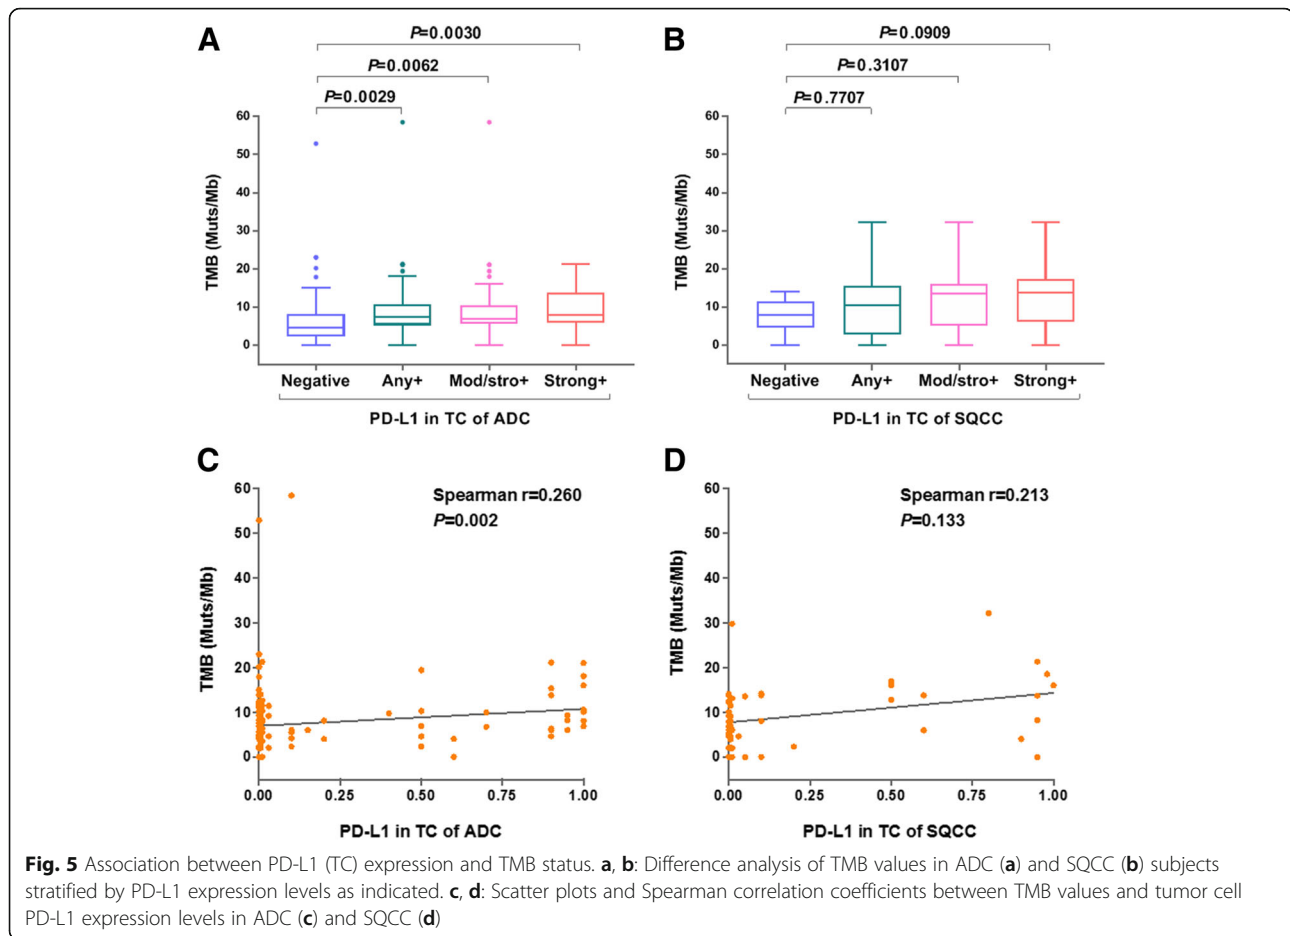 A
P=0.0030
P=0.0062
P=0.0029
60
50
40
30
20
10
0
TMB (Muts/Mb)
Negative Any+ Mod/stro+ Strong+
PD-L1 in TC of ADC
B
P=0.0909
P=0.3107
P=0.7707
60
50
40
30
20
10
0
TMB (Muts/Mb)
Negative Any+ Mod/stro+ Strong+
PD-L1 in TC of SQCC
C
Spearman r=0.260
P=0.002
60
50
40
30
20
10
0
TMB (Muts/Mb)
0.00 0.25 0.50 0.75 1.00
PD-L1 in TC of ADC
D
Spearman r=0.213
P=0.133
60
50
40
30
20
10
0
TMB (Muts/Mb)
0.00 0.25 0.50 0.75 1.00
PD-L1 in TC of SQCC
Fig. 5 Association between PD-L1 (TC) expression and TMB status. a, b: Difference analysis of TMB values in ADC (a) and SQCC (b) subjects
stratified by PD-L1 expression levels as indicated. c, d: Scatter plots and Spearman correlation coefficients between TMB values and tumor cell
PD-L1 expression levels in ADC (c) and SQCC (d)